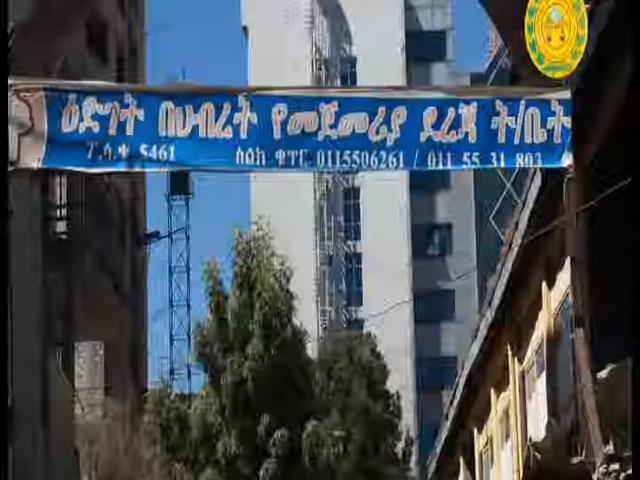 ዕድገት በህብረት የመጀመሪያ ደረጃ ት/ቤት
ፖ.ሳ.ቁ 5461 ስልክ ቁጥር 0115506261 / 011 55 31 803